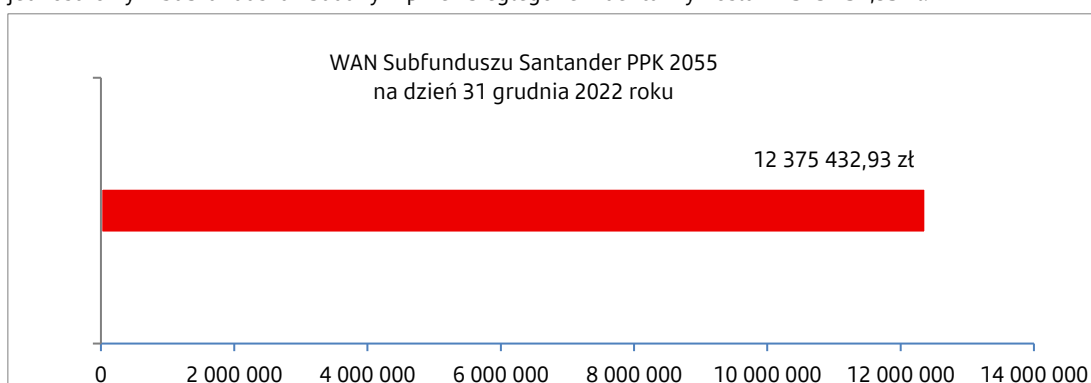 WAN Subfunduszu Santander PPK 2055
na dzień 31 grudnia 2022 roku
12 375 432,93 zł
0 2 000 000 4 000 000 6 000 000 8 000 000 10 000 000 12 000 000 14 000 000